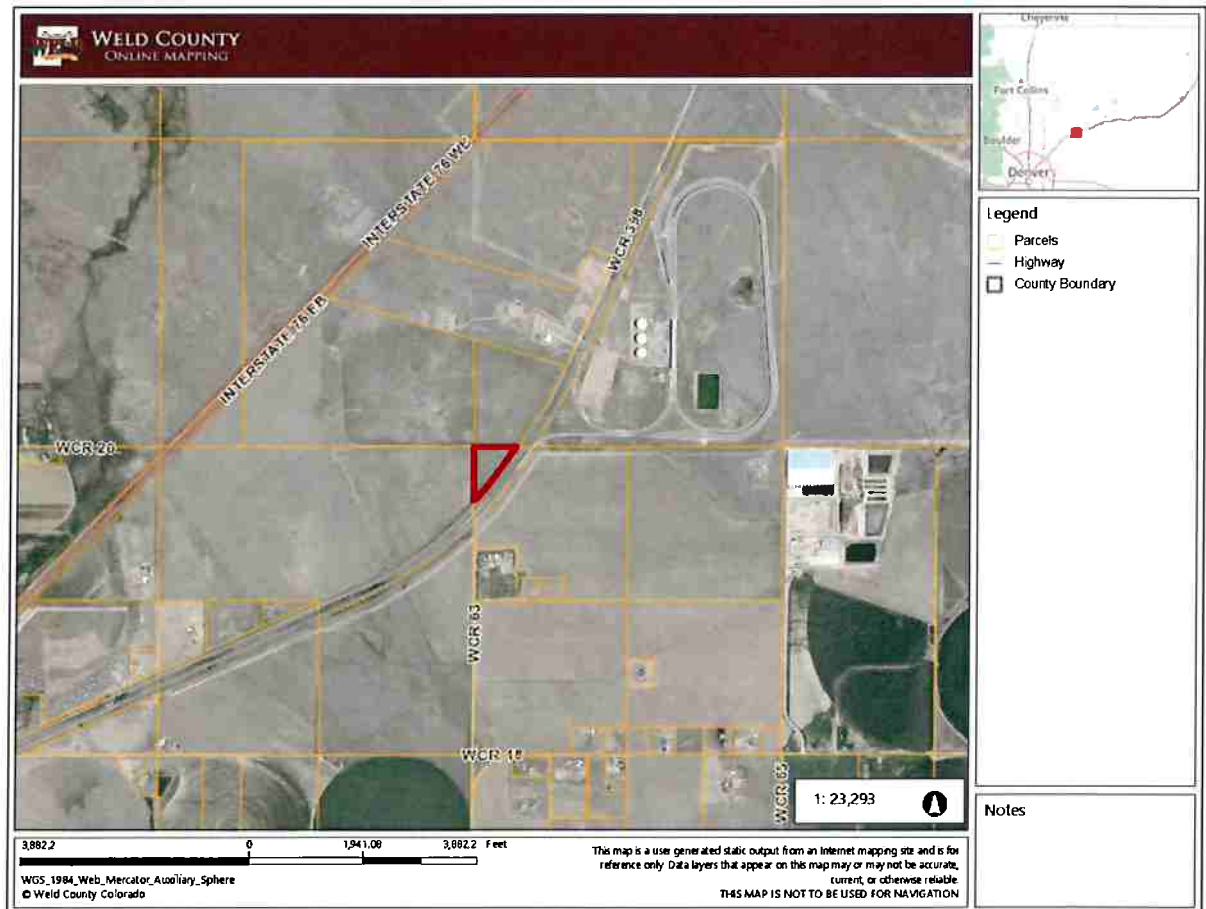 WELD COUNTY
ONLINE MAPPING
Cheyenne
Fort Collins
Boulder
Denver
INTERSTATE 76 WB
WCR 398
INTERSTATE 76 EB
WCR 20
WCR 63
WCR 18
WCR 65
1: 23,293
Legend
Parcels
Highway
County Boundary
Notes
3,882.2 0 1,941.08 3,882.2 Feet
WGS_1984_Web_Mercator_Auxiliary_Sphere
© Weld County Colorado
This map is a user generated static output from an Internet mapping site and is for
reference only. Data layers that appear on this map may or may not be accurate,
current, or otherwise reliable.
THIS MAP IS NOT TO BE USED FOR NAVIGATION